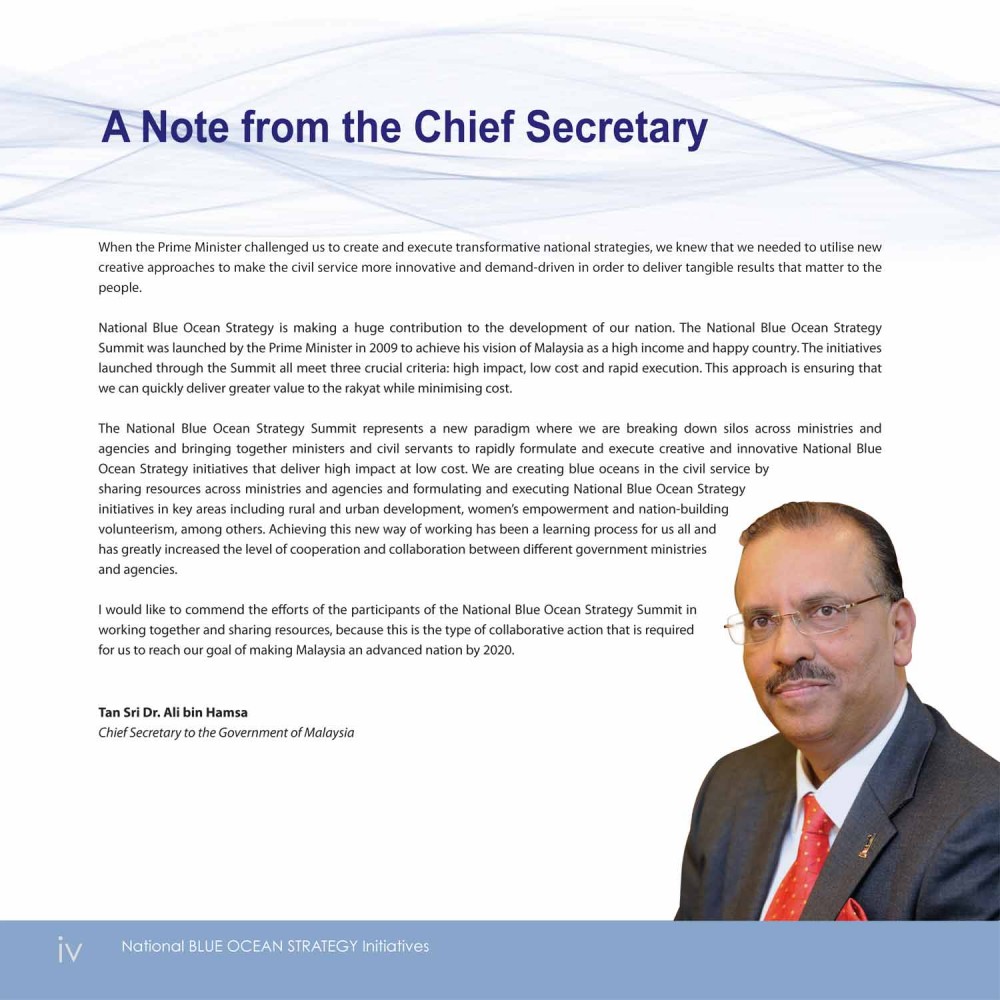 A Note from the Chief Secretary
When the Prime Minister challenged us to create and execute transformative national strategies, we knew that we needed to utilise new
creative approaches to make the civil service more innovative and demand-driven in order to deliver tangible results that matter to the
people.
National Blue Ocean Strategy is making a huge contribution to the development of our nation. The National Blue Ocean Strategy
Summit was launched by the Prime Minister in 2009 to achieve his vision of Malaysia as a high income and happy country. The initiatives
launched through the Summit all meet three crucial criteria: high impact, low cost and rapid execution. This approach is ensuring that
we can quickly deliver greater value to the rakyat while minimising cost.
The National Blue Ocean Strategy Summit represents a new paradigm where we are breaking down silos across ministries and
agencies and bringing together ministers and civil servants to rapidly formulate and execute creative and innovative National Blue
Ocean Strategy initiatives that deliver high impact at low cost. We are creating blue oceans in the civil service by
sharing resources across ministries and agencies and formulating and executing National Blue Ocean Strategy
initiatives in key areas including rural and urban development, women’s empowerment and nation-building
volunteerism, among others. Achieving this new way of working has been a learning process for us all and
has greatly increased the level of cooperation and collaboration between different government ministries
and agencies.
I would like to commend the efforts of the participants of the National Blue Ocean Strategy Summit in
working together and sharing resources, because this is the type of collaborative action that is required
for us to reach our goal of making Malaysia an advanced nation by 2020.
Tan Sri Dr. Ali bin Hamsa
Chief Secretary to the Government of Malaysia
iv National BLUE OCEAN STRATEGY Initiatives